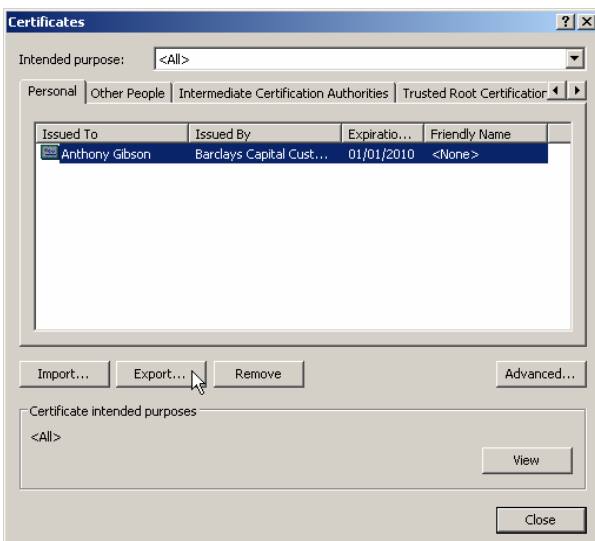 Certificates
Intended purpose: <All>
Personal Other People Intermediate Certification Authorities Trusted Root Certification
Issued To Issued By Expiratio... Friendly Name
Anthony Gibson Barclays Capital Cust... 01/01/2010 <None>
Import... Export... Remove Advanced...
Certificate intended purposes
<All>
View
Close